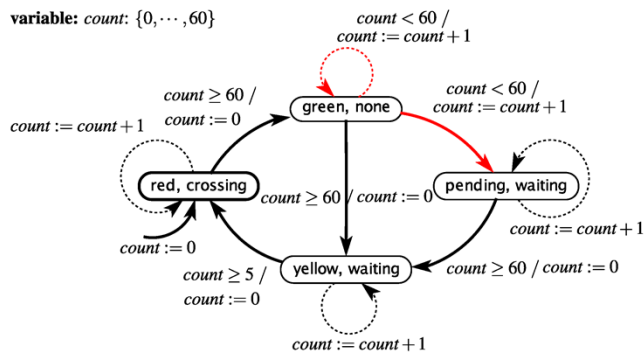 variable: count: {0, ⋯ , 60}
count < 60 /
count := count + 1
count ≥ 60 /
count := 0
green, none
count < 60 /
count := count + 1
count := count + 1
red, crossing
count ≥ 60 / count := 0
pending, waiting
count := 0
count := count + 1
count ≥ 5 /
count := 0
yellow, waiting
count ≥ 60 / count := 0
count := count + 1